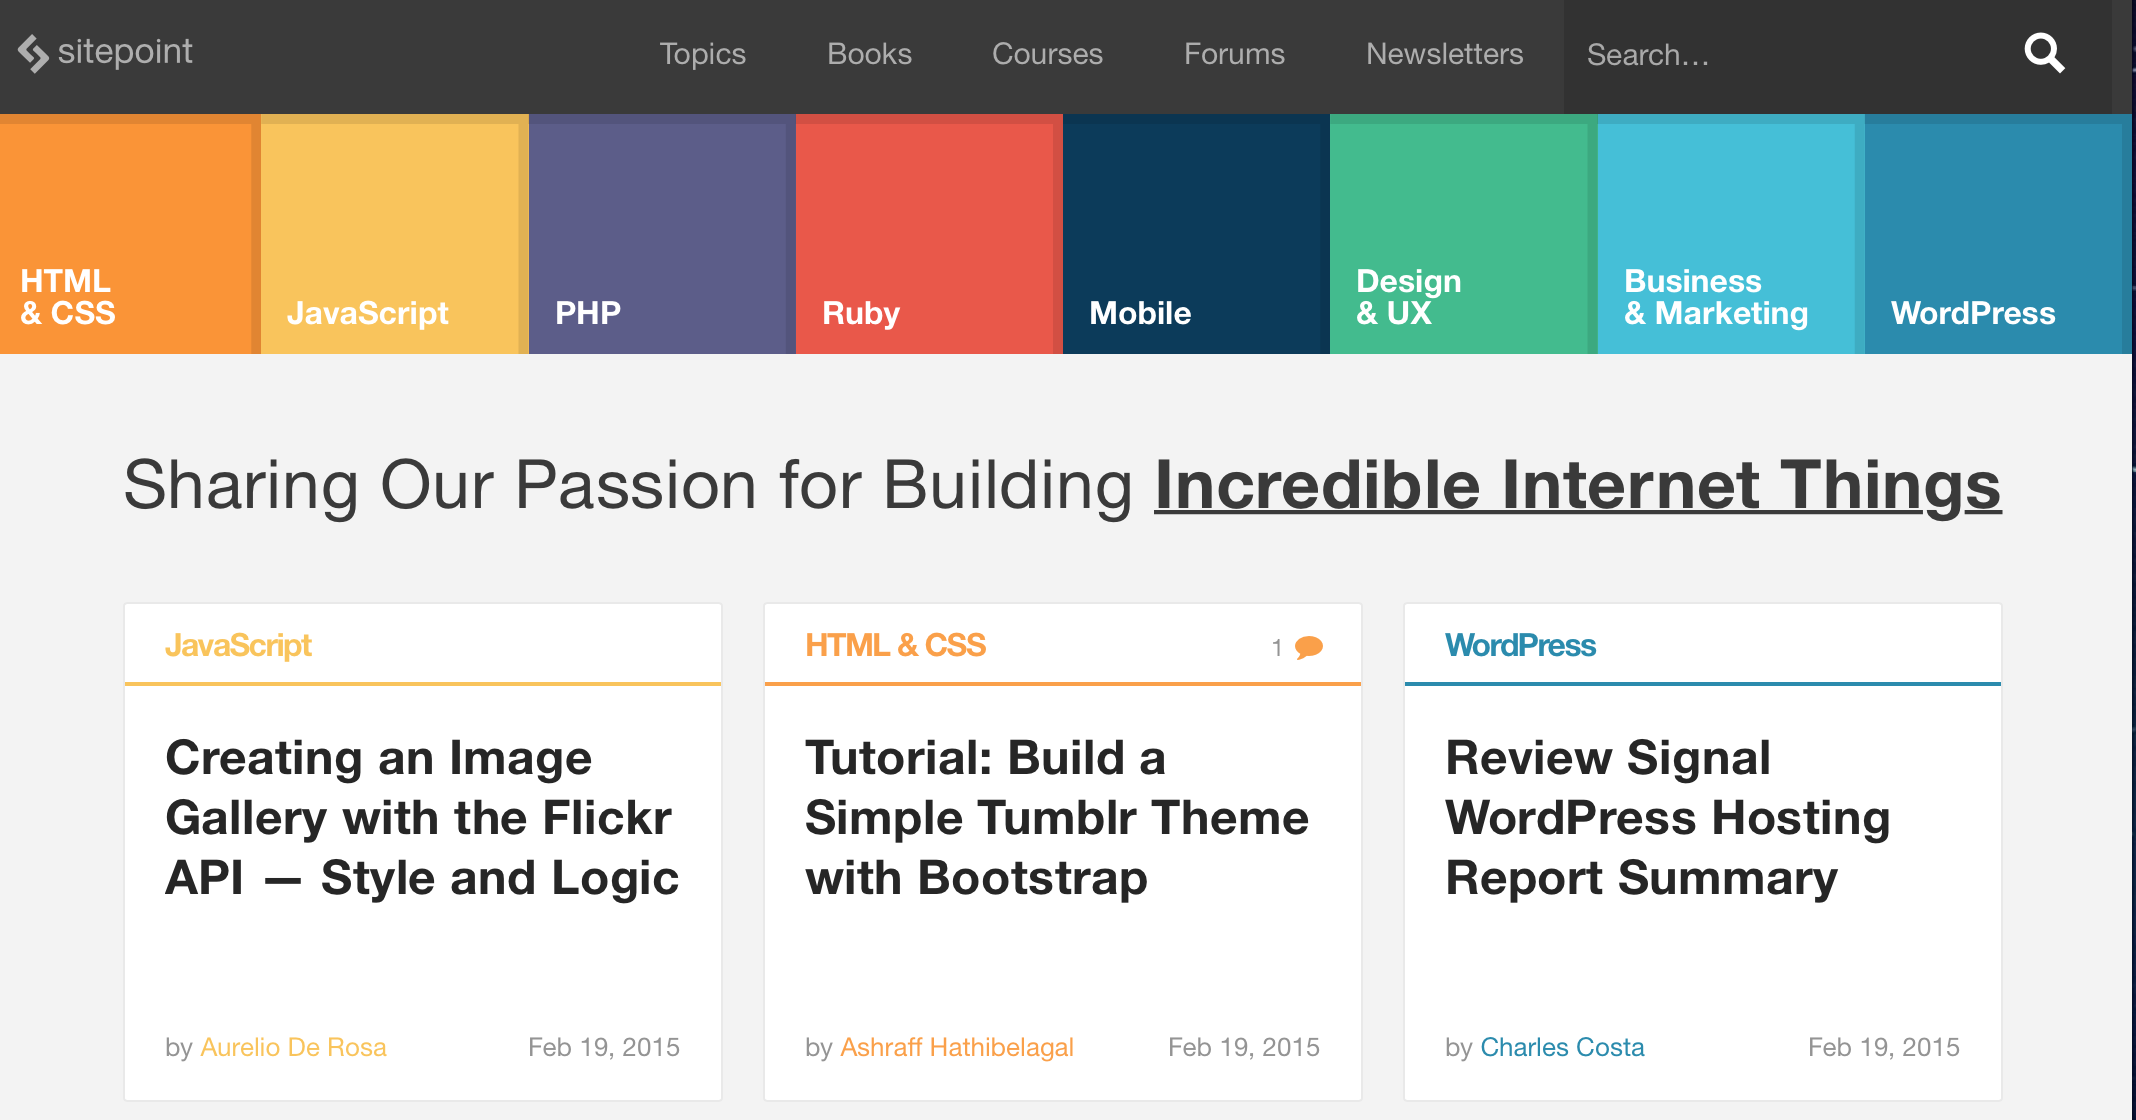 sitepoint
Topics
Books
Courses
Forums
Newsletters
Search...
HTML
& CSS
JavaScript
PHP
Ruby
Mobile
Design
& UX
Business
& Marketing
WordPress
Sharing Our Passion for Building Incredible Internet Things
JavaScript
Creating an Image
Gallery with the Flickr
API — Style and Logic
by Aurelio De Rosa
Feb 19, 2015
HTML & CSS
1
Tutorial: Build a
Simple Tumblr Theme
with Bootstrap
by Ashraff Hathibelagal
Feb 19, 2015
WordPress
Review Signal
WordPress Hosting
Report Summary
by Charles Costa
Feb 19, 2015